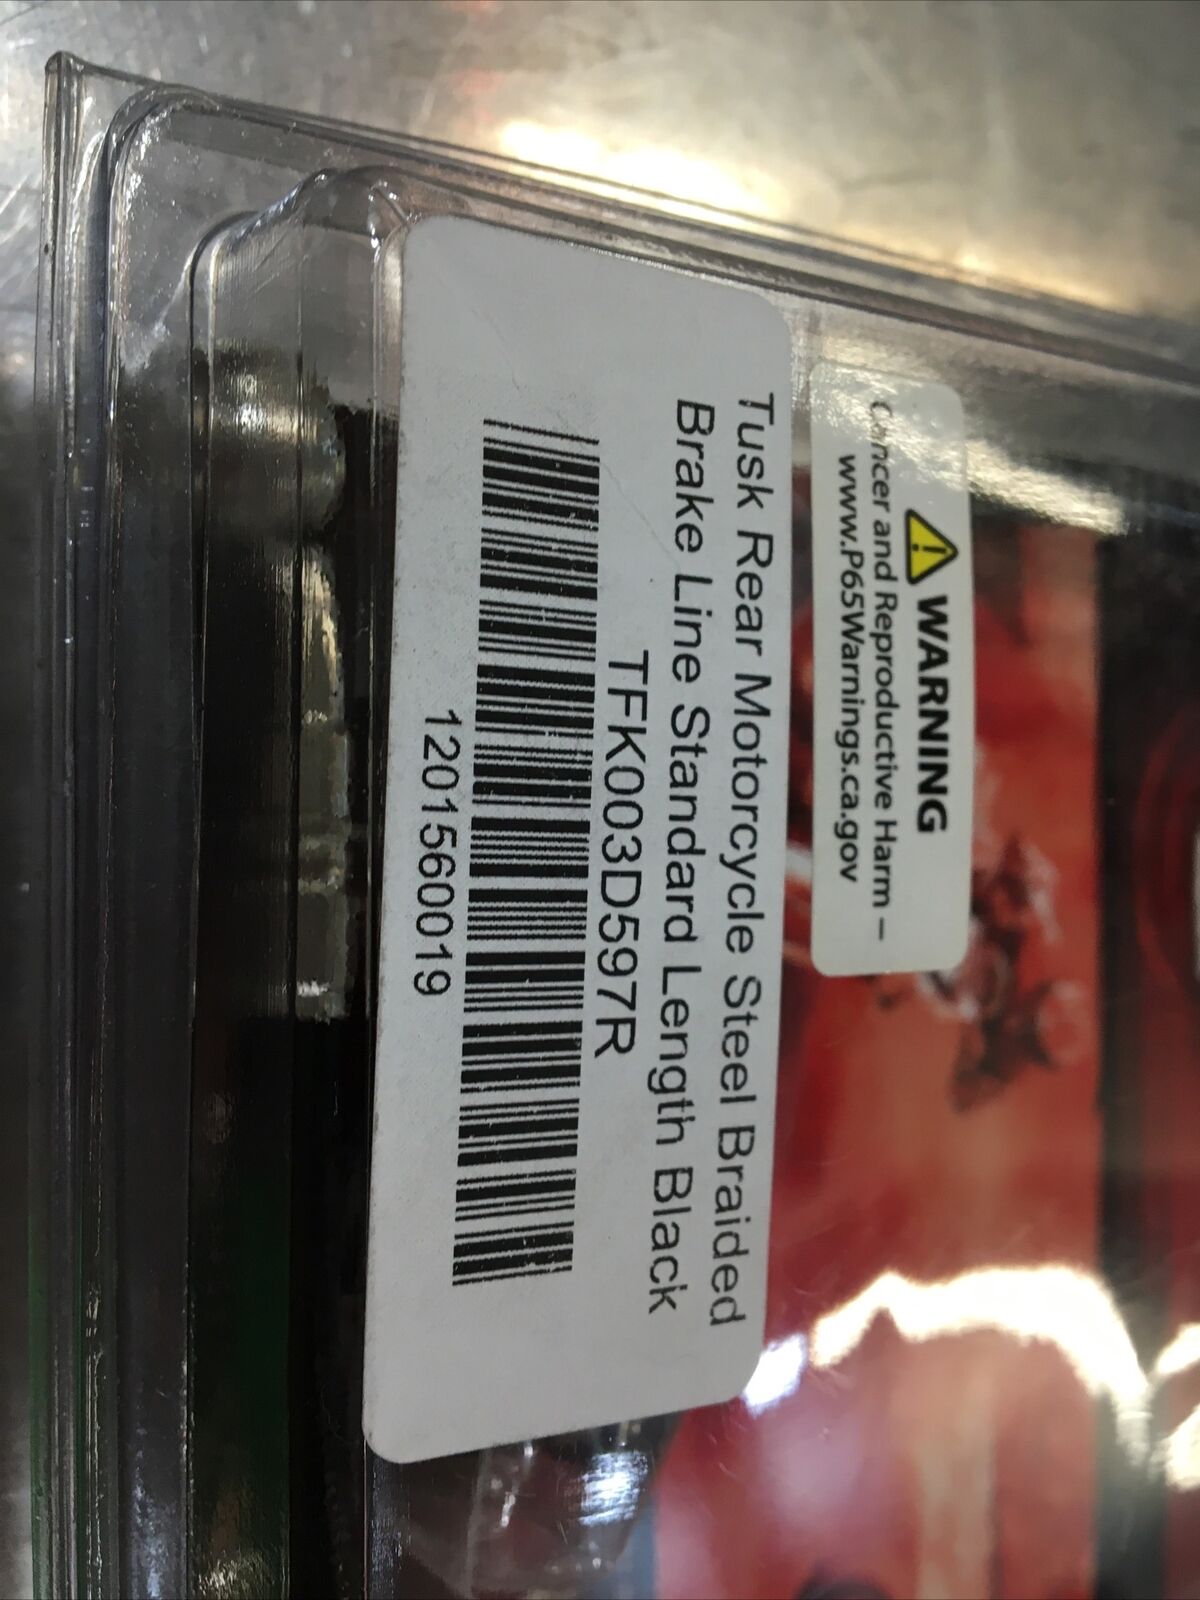 WARNING
Cancer and Reproductive Harm –
www.P65Warnings.ca.gov
Tusk Rear Motorcycle Steel Braided
Brake Line Standard Length Black
TFK003D597R
1201560019